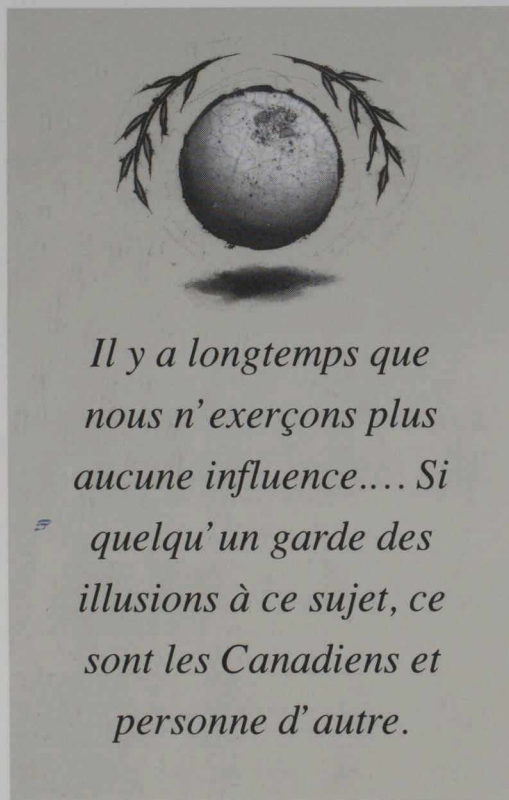 Il y a longtemps que
nous n'exerçons plus
aucune influence.... Si
quelqu'un garde des
illusions à ce sujet, ce
sont les Canadiens et
personne d'autre.